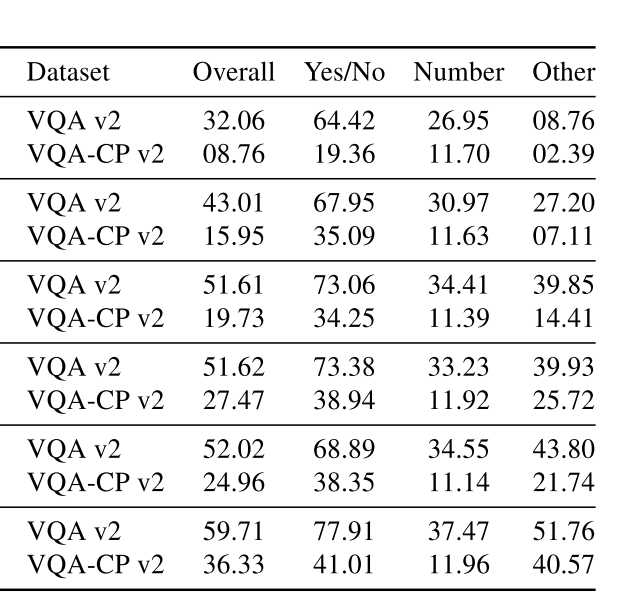 Dataset Overall Yes/No Number Other
VQA v2 32.06 64.42 26.95 08.76
VQA-CP v2 08.76 19.36 11.70 02.39
VQA v2 43.01 67.95 30.97 27.20
VQA-CP v2 15.95 35.09 11.63 07.11
VQA v2 51.61 73.06 34.41 39.85
VQA-CP v2 19.73 34.25 11.39 14.41
VQA v2 51.62 73.38 33.23 39.93
VQA-CP v2 27.47 38.94 11.92 25.72
VQA v2 52.02 68.89 34.55 43.80
VQA-CP v2 24.96 38.35 11.14 21.74
VQA v2 59.71 77.91 37.47 51.76
VQA-CP v2 36.33 41.01 11.96 40.57